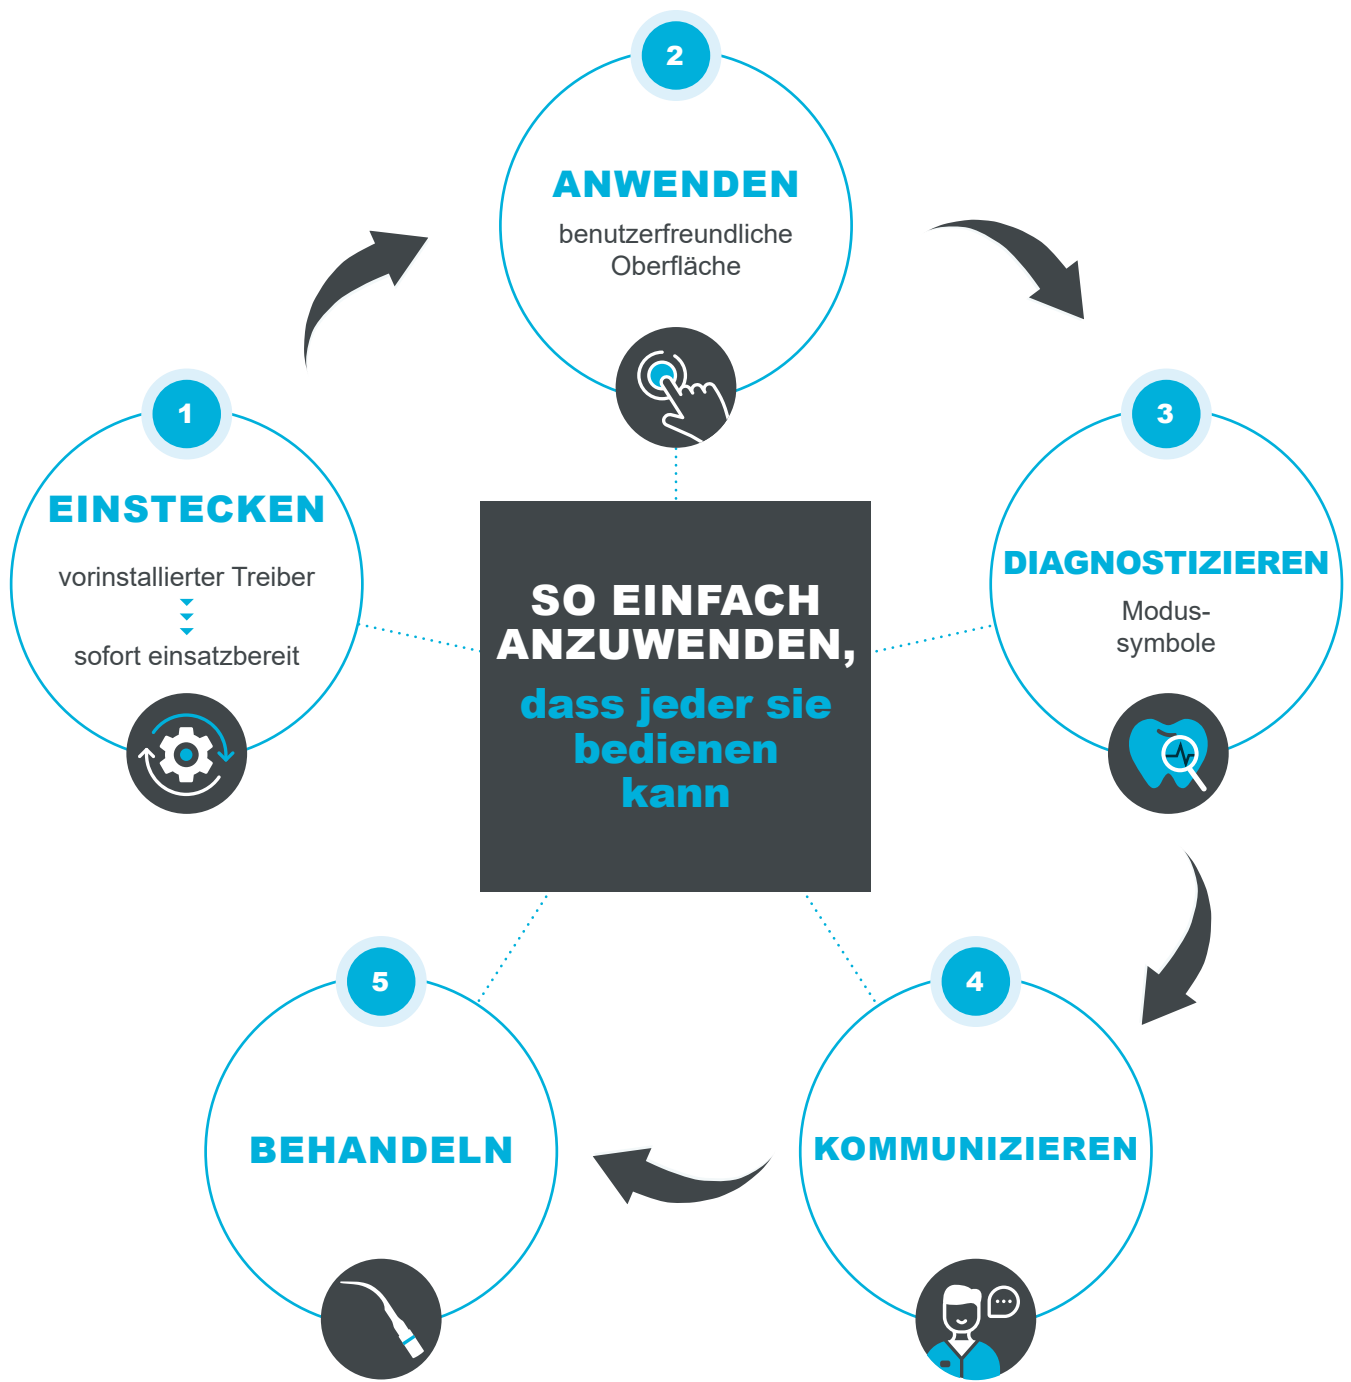 1
EINSTECKEN
vorinstallierter Treiber
sofort einsatzbereit
2
ANWENDEN
benutzerfreundliche
Oberfläche
3
DIAGNOSTIZIEREN
Modus-
symbole
4
KOMMUNIZIEREN
5
BEHANDELN
SO EINFACH
ANZUWENDEN,
dass jeder sie
bedienen
kann